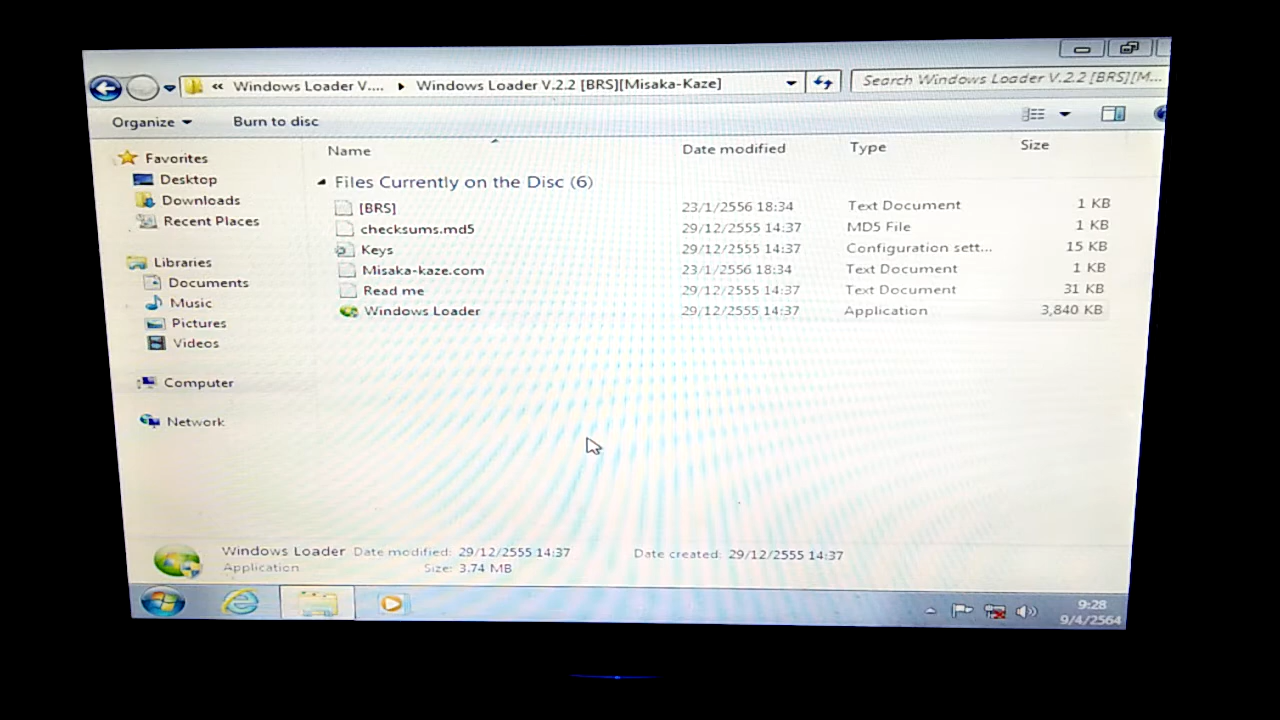 « Windows Loader V.... ▸ Windows Loader V.2.2 [BRS][Misaka-Kaze]
Search Windows Loader V.2.2 [BRS][M...
Organize Burn to disc
Name Date modified Type Size
Favorites
Desktop
Downloads
Recent Places
Libraries
Documents
Music
Pictures
Videos
Computer
Network
Files Currently on the Disc (6)
[BRS] 23/1/2556 18:34 Text Document 1 KB
checksums.md5 29/12/2555 14:37 MD5 File 1 KB
Keys 29/12/2555 14:37 Configuration sett... 15 KB
Misaka-kaze.com 23/1/2556 18:34 Text Document 1 KB
Read me 29/12/2555 14:37 Text Document 31 KB
Windows Loader 29/12/2555 14:37 Application 3,840 KB
Windows Loader Date modified: 29/12/2555 14:37 Date created: 29/12/2555 14:37
Application Size: 3.74 MB
9:28
9/4/2564